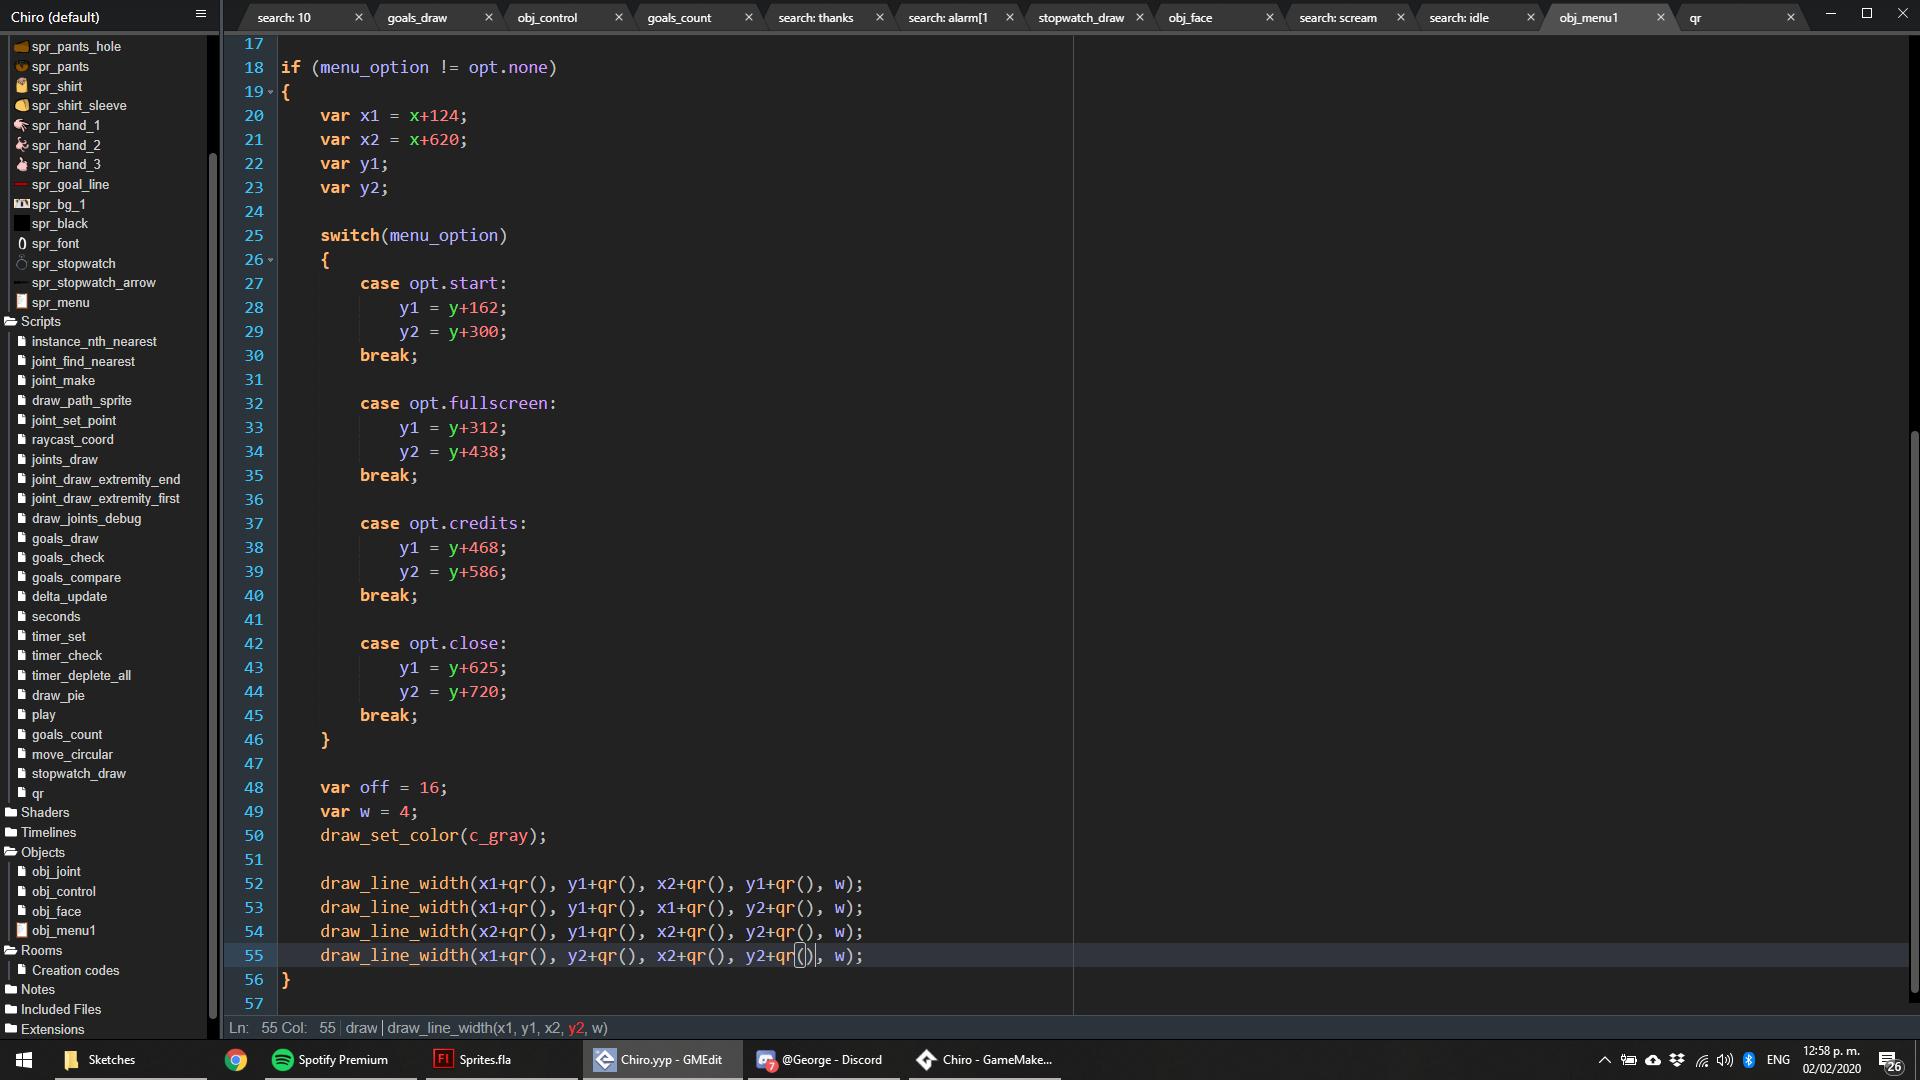 Chiro (default)
search: 10
goals_draw
obj_control
goals_count
search: thanks
search: alarm[1
stopwatch_draw
obj_face
search: scream
search: idle
obj_menu1
qr
spr_pants_hole
spr_pants
spr_shirt
spr_shirt_sleeve
spr_hand_1
spr_hand_2
spr_hand_3
spr_goal_line
spr_bg_1
spr_black
spr_font
spr_stopwatch
spr_stopwatch_arrow
spr_menu
Scripts
instance_nth_nearest
joint_find_nearest
joint_make
draw_path_sprite
joint_set_point
raycast_coord
joints_draw
joint_draw_extremity_end
joint_draw_extremity_first
draw_joints_debug
goals_draw
goals_check
goals_compare
delta_update
seconds
timer_set
timer_check
timer_deplete_all
draw_pie
play
goals_count
move_circular
stopwatch_draw
qr
Shaders
Timelines
Objects
obj_joint
obj_control
obj_face
obj_menu1
Rooms
Creation codes
Notes
Included Files
Extensions
17
18 if (menu_option != opt.none)
19 {
20 var x1 = x+124;
21 var x2 = x+620;
22 var y1;
23 var y2;
24
25 switch(menu_option)
26 {
27 case opt.start:
28 y1 = y+162;
29 y2 = y+300;
30 break;
31
32 case opt.fullscreen:
33 y1 = y+312;
34 y2 = y+438;
35 break;
36
37 case opt.credits:
38 y1 = y+468;
39 y2 = y+586;
40 break;
41
42 case opt.close:
43 y1 = y+625;
44 y2 = y+720;
45 break;
46 }
47
48 var off = 16;
49 var w = 4;
50 draw_set_color(c_gray);
51
52 draw_line_width(x1+qr(), y1+qr(), x2+qr(), y1+qr(), w);
53 draw_line_width(x1+qr(), y1+qr(), x1+qr(), y2+qr(), w);
54 draw_line_width(x2+qr(), y1+qr(), x2+qr(), y2+qr(), w);
55 draw_line_width(x1+qr(), y2+qr(), x2+qr(), y2+qr(), w);
56 }
57
Ln: 55 Col: 55 draw draw_line_width(x1, y1, x2, y2, w)
Sketches
Spotify Premium
Fl Sprites.fla
Chiro.yyp - GMEdit
7 @George - Discord
Chiro - GameMake...
ENG
12:58 p. m.
02/02/2020
26